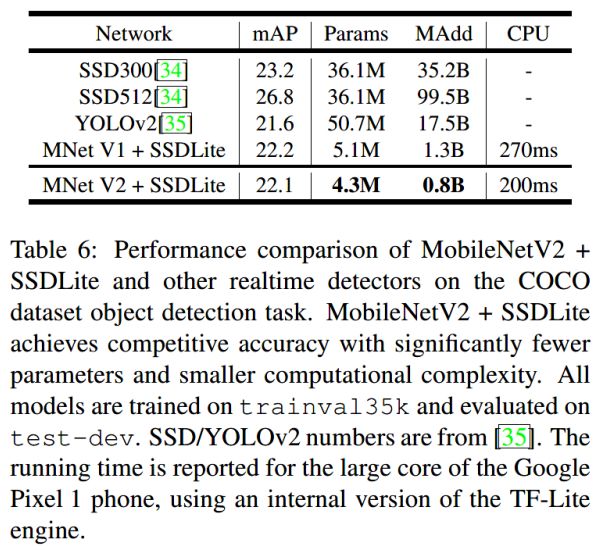 Network mAP Params MAdd CPU
SSD300[34] 23.2 36.1M 35.2B -
SSD512[34] 26.8 36.1M 99.5B -
YOLOv2[35] 21.6 50.7M 17.5B -
MNet V1 + SSDLite 22.2 5.1M 1.3B 270ms
MNet V2 + SSDLite 22.1 4.3M 0.8B 200ms
Table 6: Performance comparison of MobileNetV2 +
SSDLite and other realtime detectors on the COCO
dataset object detection task. MobileNetV2 + SSDLite
achieves competitive accuracy with significantly fewer
parameters and smaller computational complexity. All
models are trained on trainval35k and evaluated on
test-dev. SSD/YOLOv2 numbers are from [35]. The
running time is reported for the large core of the Google
Pixel 1 phone, using an internal version of the TF-Lite
engine.